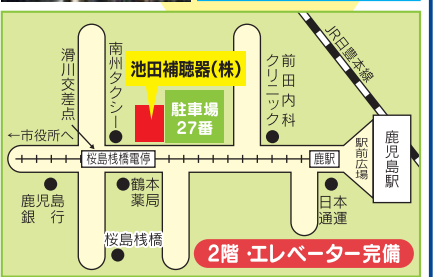 滑川交差点
南州タクシー
池田補聴器(株)
駐車場
27番
前田内科
クリニック
JR日豊本線
←市役所へ
桜島桟橋電停
鹿駅
駅前広場
鹿児島駅
鹿児島
銀行
鶴本
薬局
日本
通運
桜島桟橋
2階・エレベーター完備